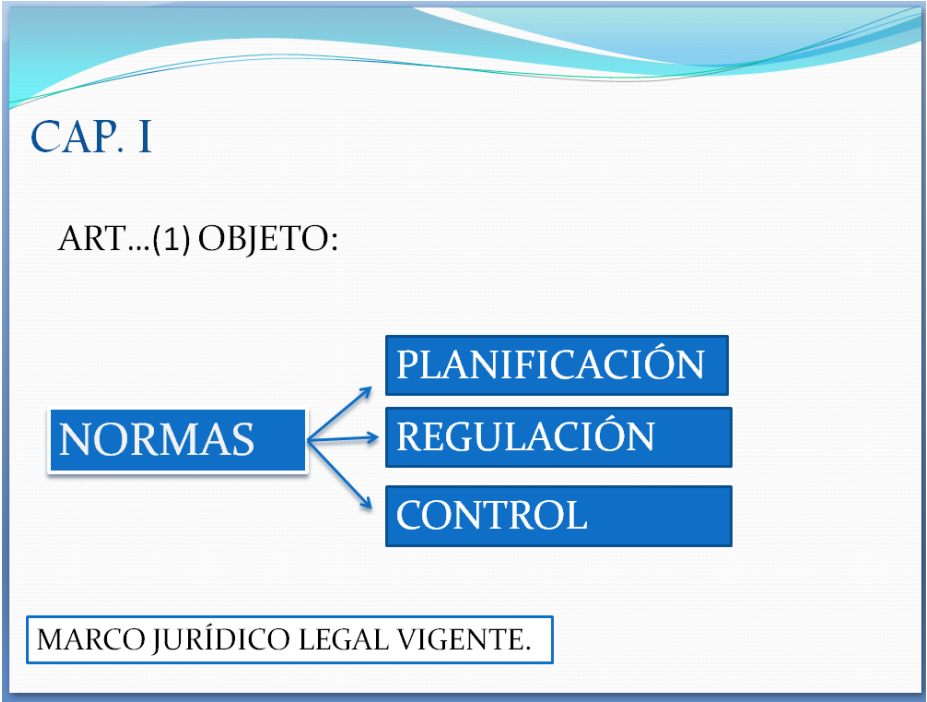 CAP. I
ART...(1) OBJETO:
NORMAS
PLANIFICACIÓN
REGULACIÓN
CONTROL
MARCO JURÍDICO LEGAL VIGENTE.